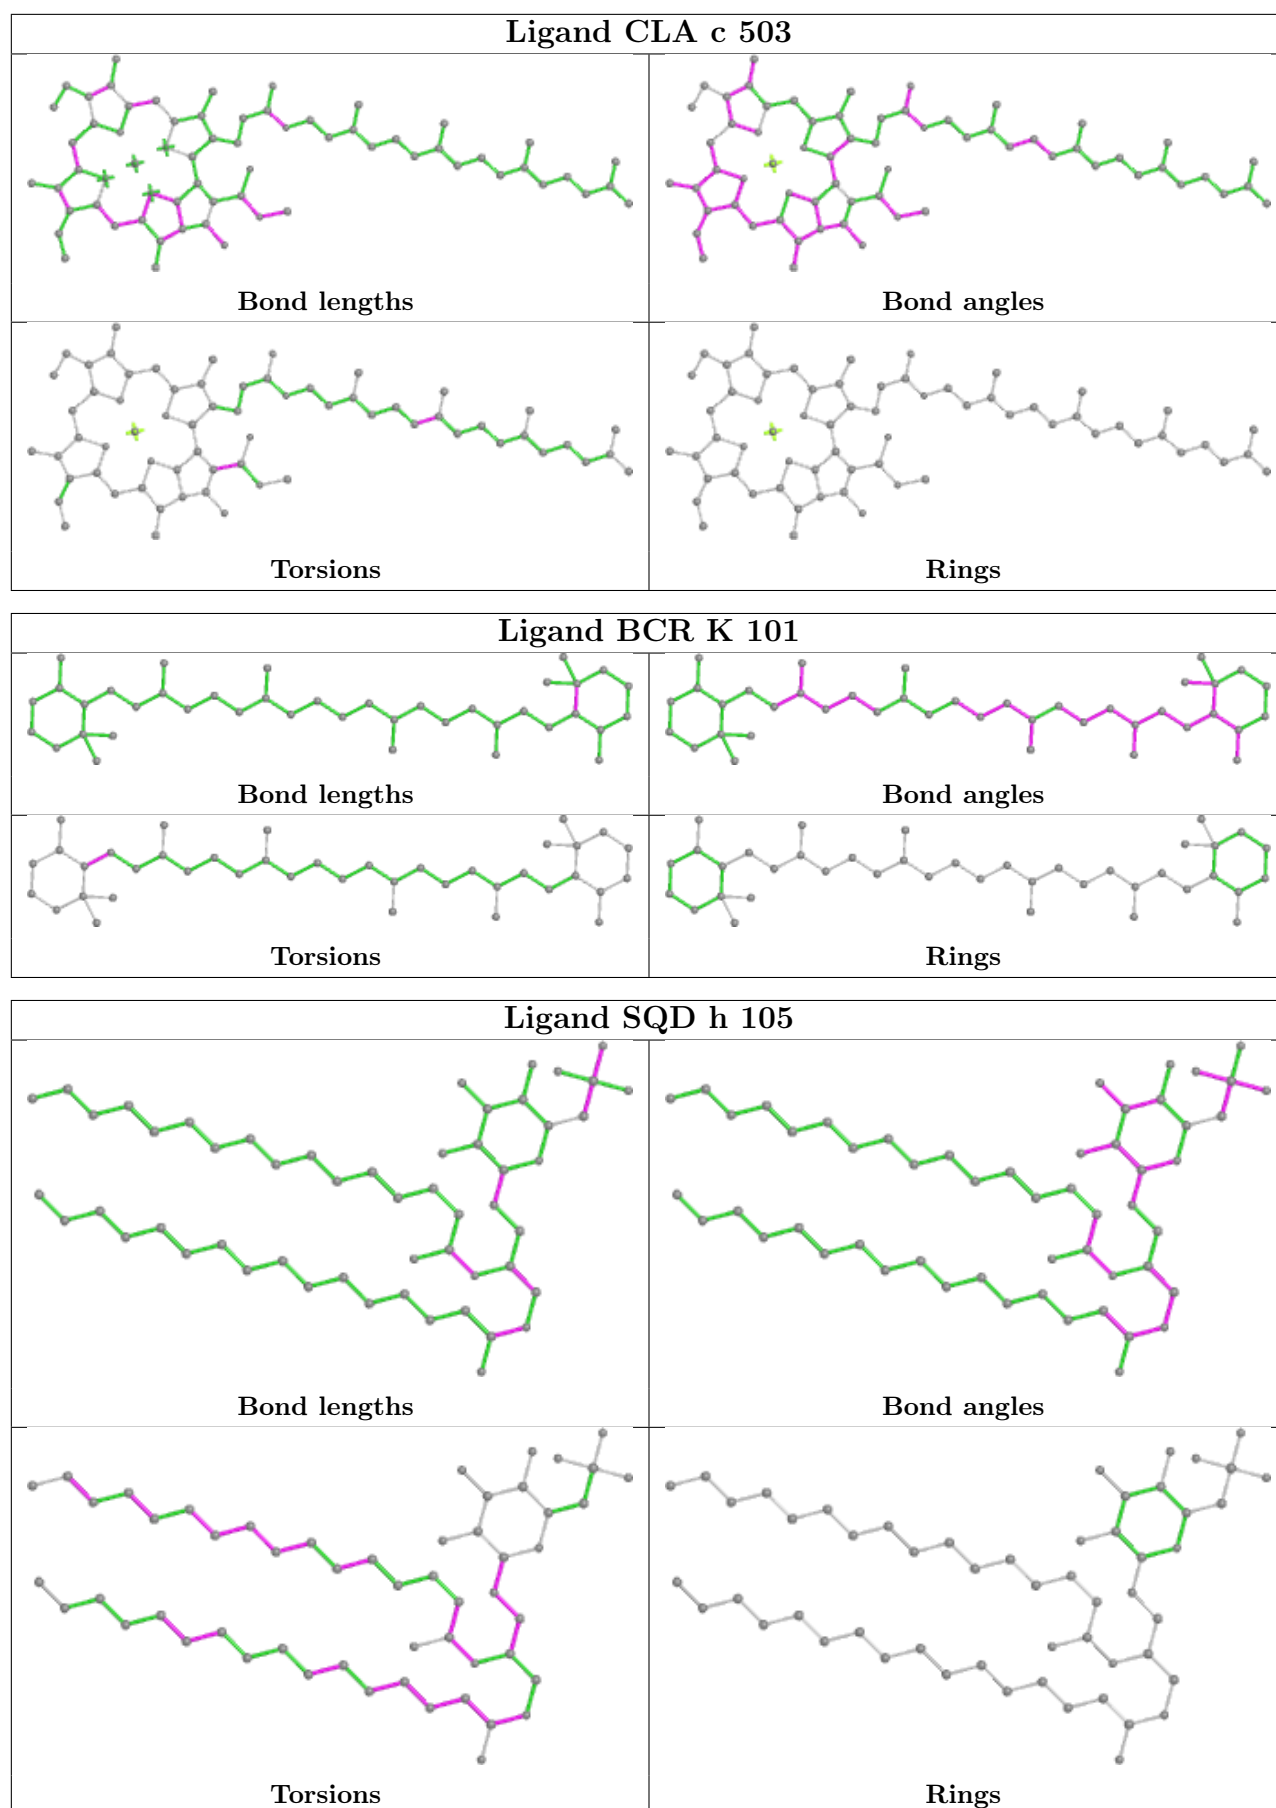 Ligand CLA c 503
Bond lengths
Bond angles
Torsions
Rings
Ligand BCR K 101
Bond lengths
Bond angles
Torsions
Rings
Ligand SQD h 105
Bond lengths
Bond angles
Torsions
Rings